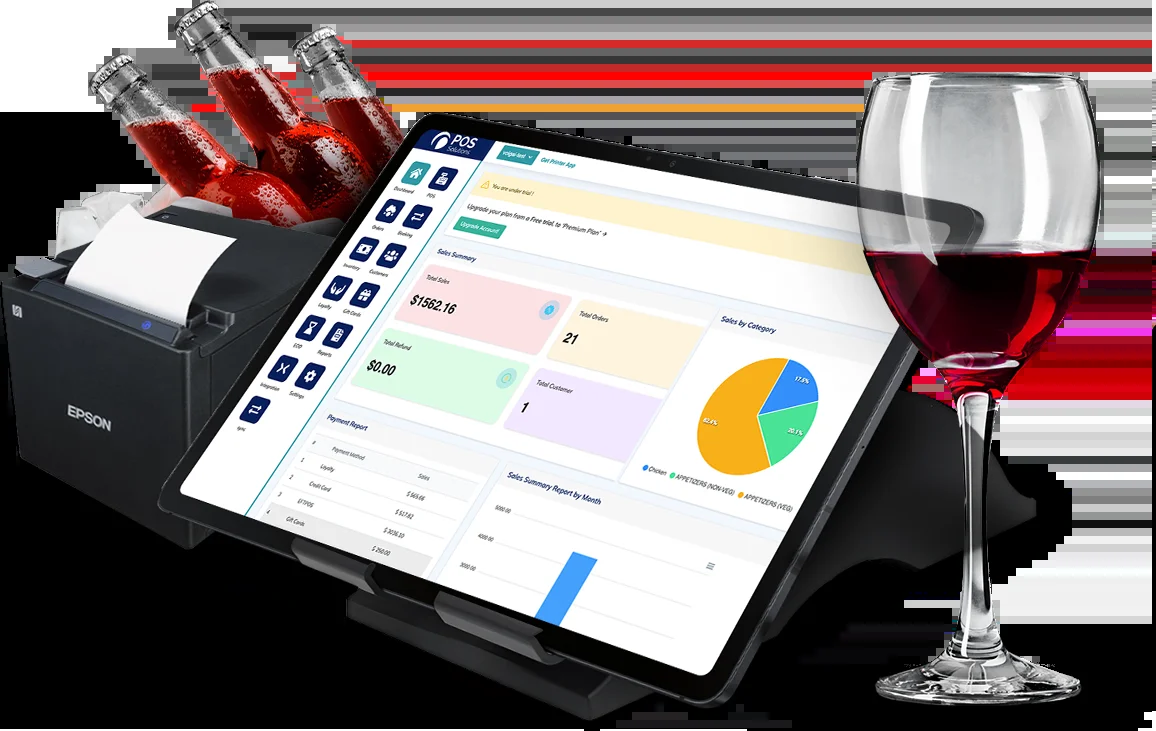 POS
Solutions
Get Printer App
You are under trial !
Upgrade your plan from a Free trial to 'Premium Plan' →
Upgrade Account
Dashboard
POS
Orders
Booking
Inventory
Customers
Loyalty
Gift Cards
EOD
Reports
Integration
Settings
Sync
Sales Summary
Total Sales
$1562.16
Total Orders
21
Total Refund
$0.00
Total Customer
1
Sales by Category
17.5%
20.1%
62.4%
Chicken
APPETIZERS (NON-VEG)
APPETIZERS (VEG)
Payment Report
# Payment Method Sales
1 Loyalty
2 Credit Card
3 EFTPOS
4 Gift Cards $ 250.00
Sales Summary Report by Month
5000.00
4000.00
3000.00
EPSON